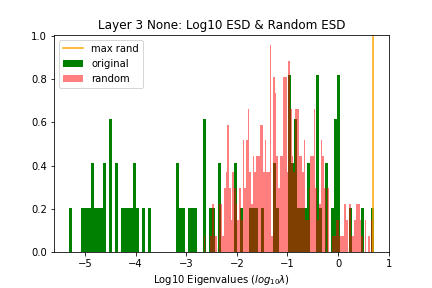 Layer 3 None: Log10 ESD & Random ESD
max rand
original
random
1.0
0.8
0.6
0.4
0.2
0.0
−5 −4 −3 −2 −1 0 1
Log10 Eigenvalues (log₁₀λ)